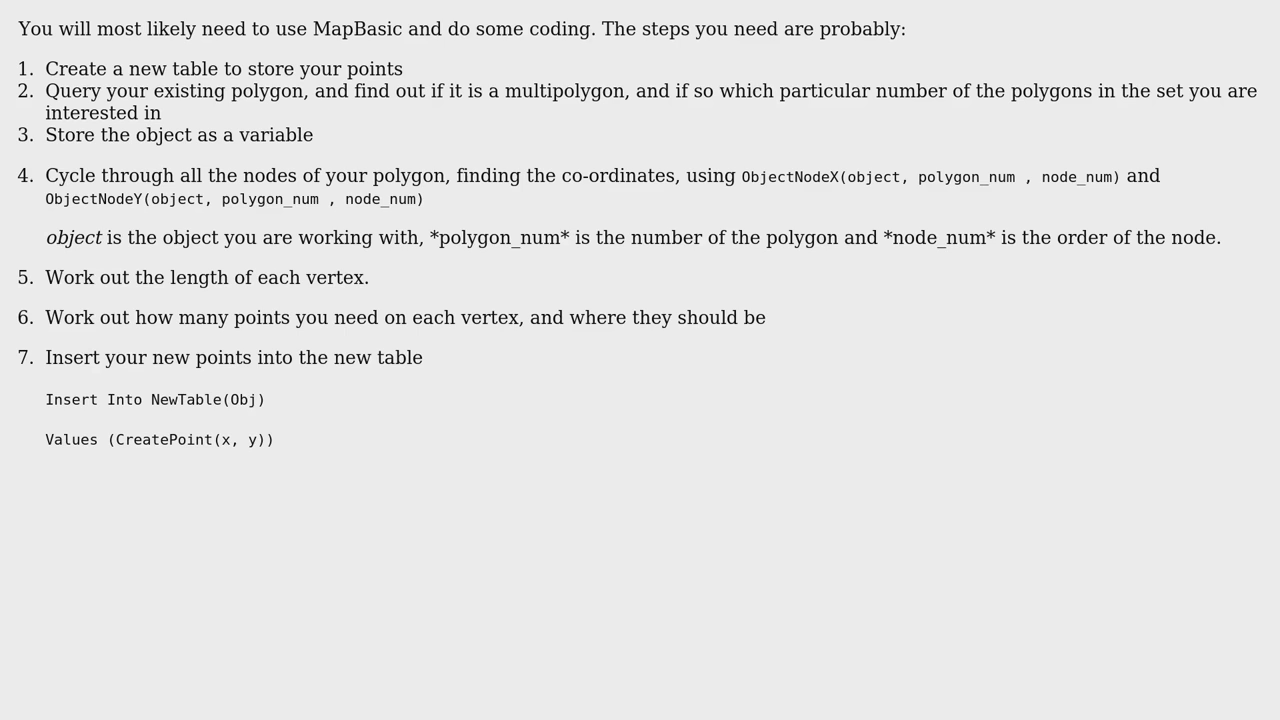 You will most likely need to use MapBasic and do some coding. The steps you need are probably:
1. Create a new table to store your points
2. Query your existing polygon, and find out if it is a multipolygon, and if so which particular number of the polygons in the set you are
interested in
3. Store the object as a variable
4. Cycle through all the nodes of your polygon, finding the co-ordinates, using ObjectNodeX(object, polygon_num , node_num) and
ObjectNodeY(object, polygon_num , node_num)
object is the object you are working with, *polygon_num* is the number of the polygon and *node_num* is the order of the node.
5. Work out the length of each vertex.
6. Work out how many points you need on each vertex, and where they should be
7. Insert your new points into the new table
Insert Into NewTable(Obj)
Values (CreatePoint(x, y))